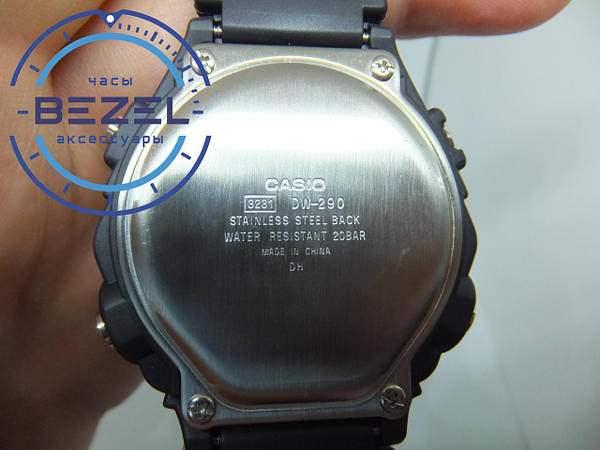 часы
BEZEL
аксессуары
CASIO
3231 DW-290
STAINLESS STEEL BACK
WATER RESISTANT 20BAR
MADE IN CHINA
DH